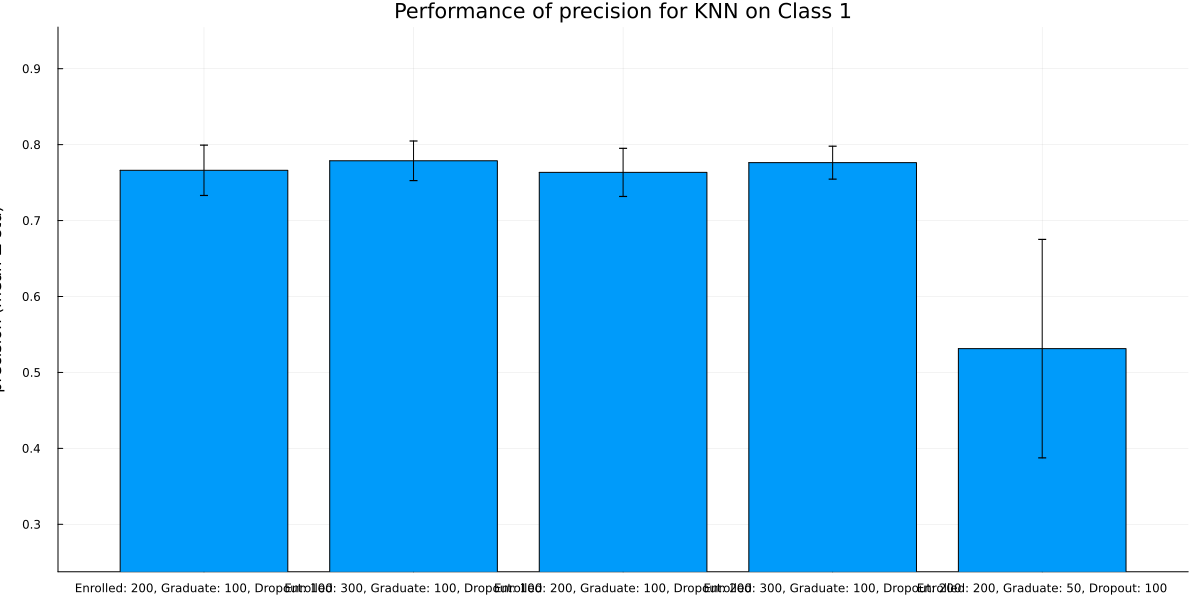 Performance of precision for KNN on Class 1
0.9
0.8
0.7
0.6
0.5
0.4
0.3
Enrolled: 200, Graduate: 100, Dropout: 100
Enrolled: 300, Graduate: 100, Dropout: 100
Enrolled: 200, Graduate: 100, Dropout: 200
Enrolled: 300, Graduate: 100, Dropout: 200
Enrolled: 200, Graduate: 50, Dropout: 100